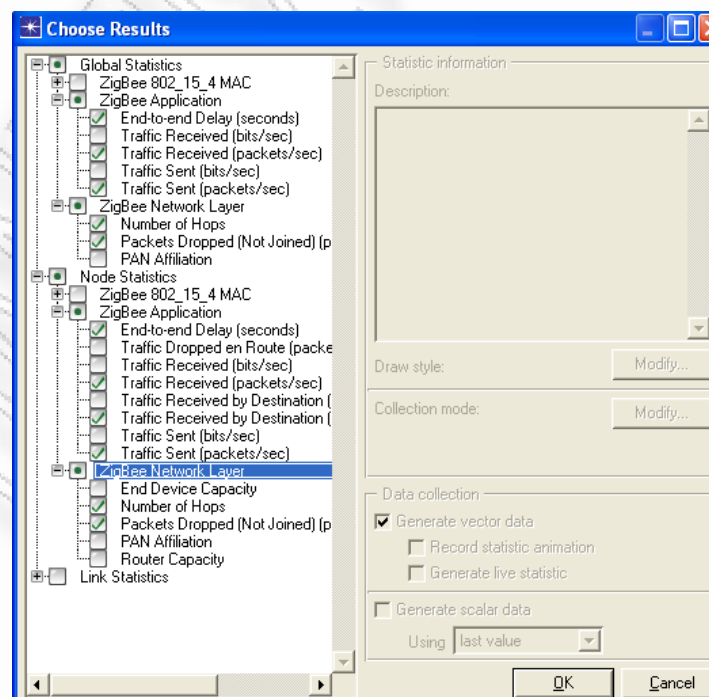 Choose Results
Global Statistics
ZigBee 802_15_4 MAC
ZigBee Application
End-to-end Delay (seconds)
Traffic Received (bits/sec)
Traffic Received (packets/sec)
Traffic Sent (bits/sec)
Traffic Sent (packets/sec)
ZigBee Network Layer
Number of Hops
Packets Dropped (Not Joined) (p
PAN Affiliation
Node Statistics
ZigBee 802_15_4 MAC
ZigBee Application
End-to-end Delay (seconds)
Traffic Dropped en Route (packe
Traffic Received (bits/sec)
Traffic Received (packets/sec)
Traffic Received by Destination (
Traffic Received by Destination (
Traffic Sent (bits/sec)
Traffic Sent (packets/sec)
ZigBee Network Layer
End Device Capacity
Number of Hops
Packets Dropped (Not Joined) (p
PAN Affiliation
Router Capacity
Link Statistics
Statistic information
Description:
Draw style:
Modify...
Collection mode:
Modify...
Data collection
Generate vector data
Record statistic animation
Generate live statistic
Generate scalar data
Using last value
OK
Cancel